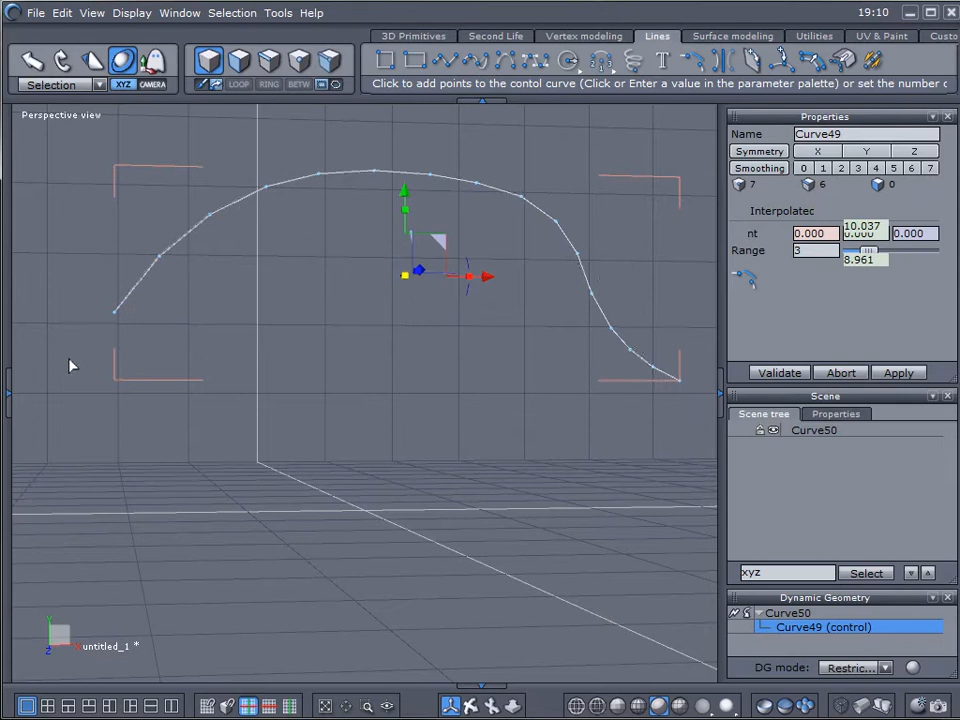 File Edit View Display Window Selection Tools Help 19:10
3D Primitives Second Life Vertex modeling Lines Surface modeling Utilities UV & Paint Custo
Selection XYZ CAMERA LOOP RING BETW
Click to add points to the contol curve (Click or Enter a value in the parameter palette) or set the number c
Perspective view
Properties
Name Curve49
Symmetry X Y Z
Smoothing 0 1 2 3 4 5 6 7
7 6 0
Interpolatec
10.037
nt 0.000 0.000 0.000
Range 3
8.961
Validate Abort Apply
Scene
Scene tree Properties
Curve50
xyz Select
Dynamic Geometry
Curve50
Curve49 (control)
DG mode: Restric...
Y
X
Z
untitled_1 *